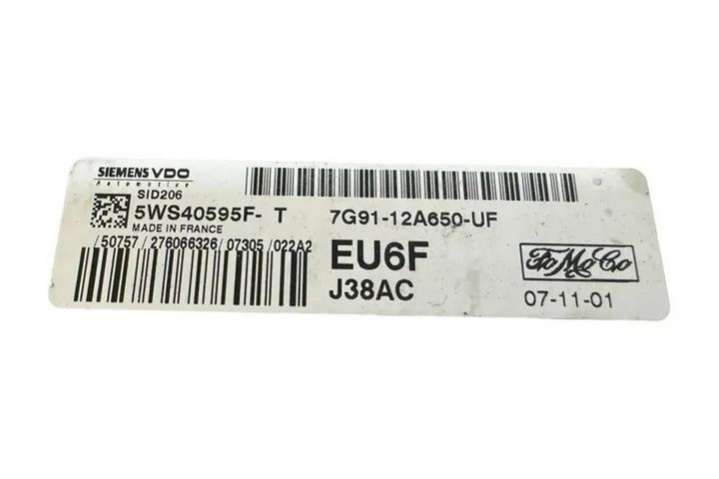 SIEMENS VDO
Automotive
SID206
5WS40595F- T
MADE IN FRANCE
/50757/276066326/07305/022A2
7G91-12A650-UF
EU6F
J38AC
FoMoCo
07-11-01